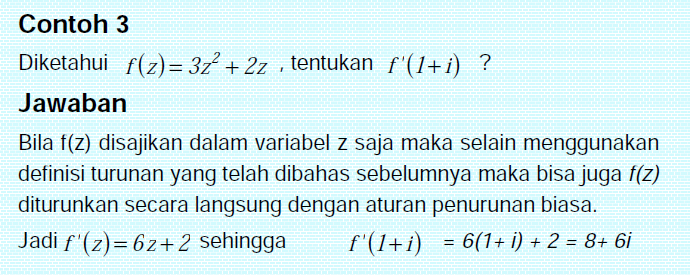 Contoh 3
Diketahui f(z)= 3z² + 2z , tentukan f'(1+i) ?
Jawaban
Bila f(z) disajikan dalam variabel z saja maka selain menggunakan
definisi turunan yang telah dibahas sebelumnya maka bisa juga f(z)
diturunkan secara langsung dengan aturan penurunan biasa.
Jadi f'(z)= 6z+2 sehingga f'(1+i) = 6(1+ i) + 2 = 8+ 6i